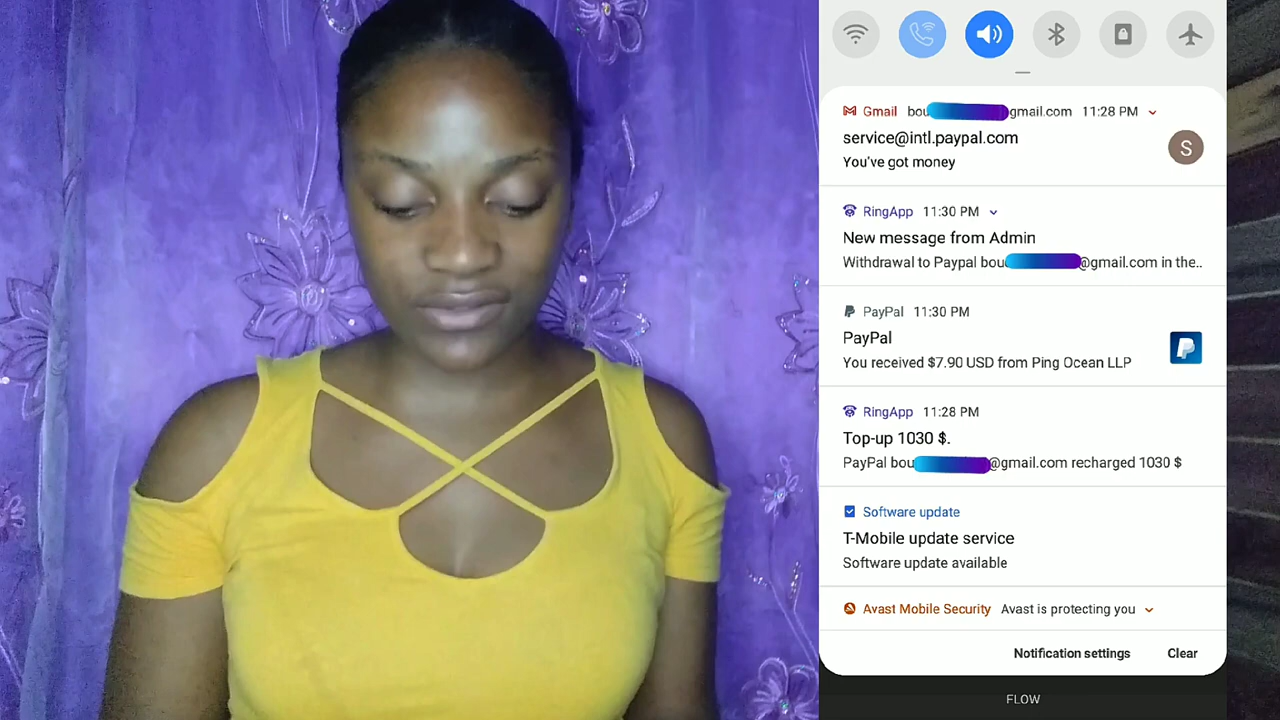 Gmail bou gmail.com 11:28 PM
service@intl.paypal.com
S
You've got money
RingApp 11:30 PM
New message from Admin
Withdrawal to Paypal bou @gmail.com in the..
PayPal 11:30 PM
PayPal
You received $7.90 USD from Ping Ocean LLP
RingApp 11:28 PM
Top-up 1030 $.
PayPal bou @gmail.com recharged 1030 $
Software update
T-Mobile update service
Software update available
Avast Mobile Security Avast is protecting you
Notification settings Clear
FLOW